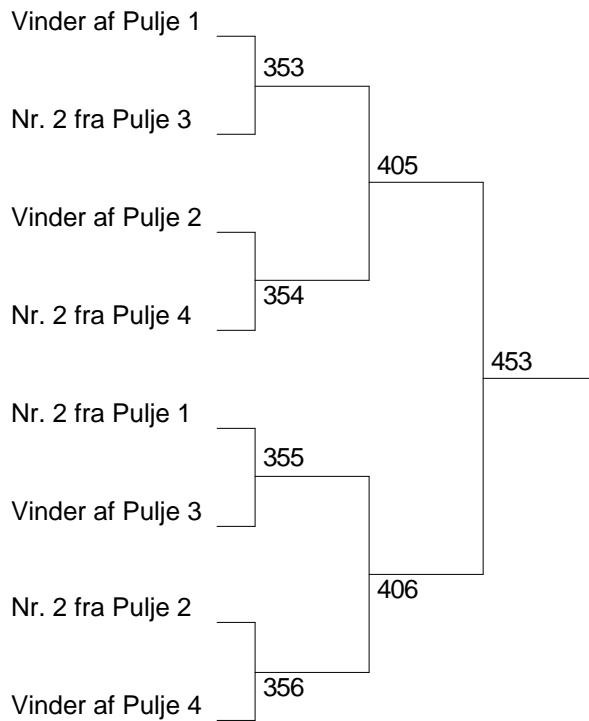 Vinder af Pulje 1
353
Nr. 2 fra Pulje 3
405
Vinder af Pulje 2
354
Nr. 2 fra Pulje 4
453
Nr. 2 fra Pulje 1
355
Vinder af Pulje 3
406
Nr. 2 fra Pulje 2
356
Vinder af Pulje 4